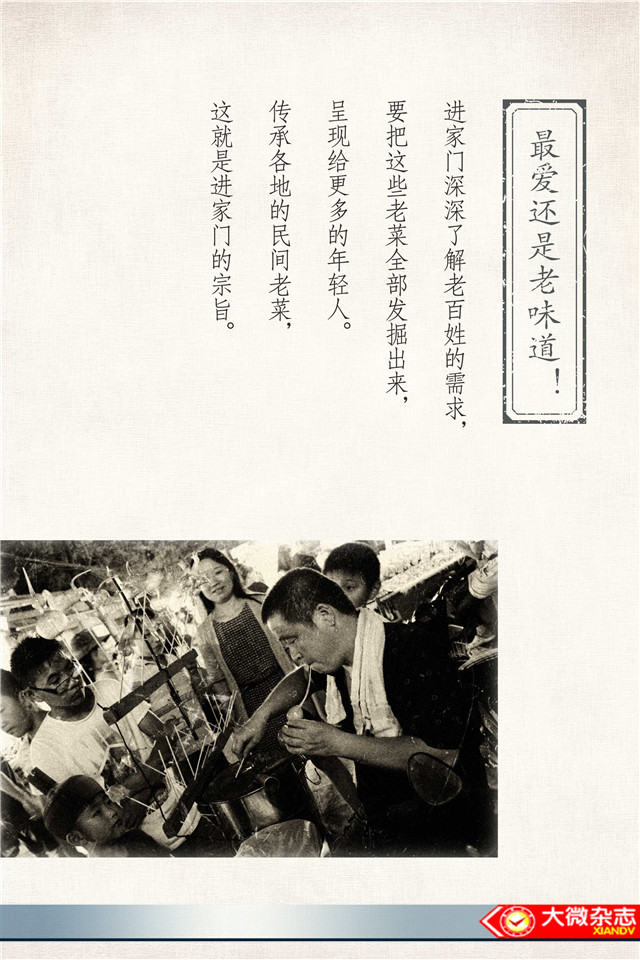 最爱还是老味道！
进家门深深了解老百姓的需求，
要把这些老菜全部发掘出来，
呈现给更多的年轻人。
传承各地的民间老菜，
这就是进家门的宗旨。
大微杂志
XIANDV